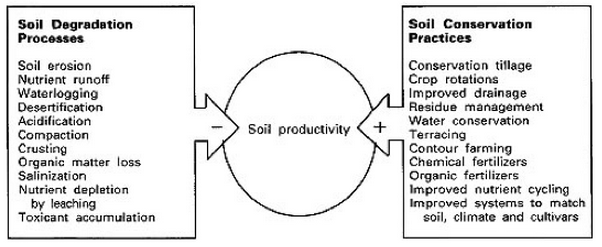 Soil Degradation
Processes
Soil erosion
Nutrient runoff
Waterlogging
Desertification
Acidification
Compaction
Crusting
Organic matter loss
Salinization
Nutrient depletion
by leaching
Toxicant accumulation
−
Soil productivity
+
Soil Conservation
Practices
Conservation tillage
Crop rotations
Improved drainage
Residue management
Water conservation
Terracing
Contour farming
Chemical fertilizers
Organic fertilizers
Improved nutrient cycling
Improved systems to match
soil, climate and cultivars